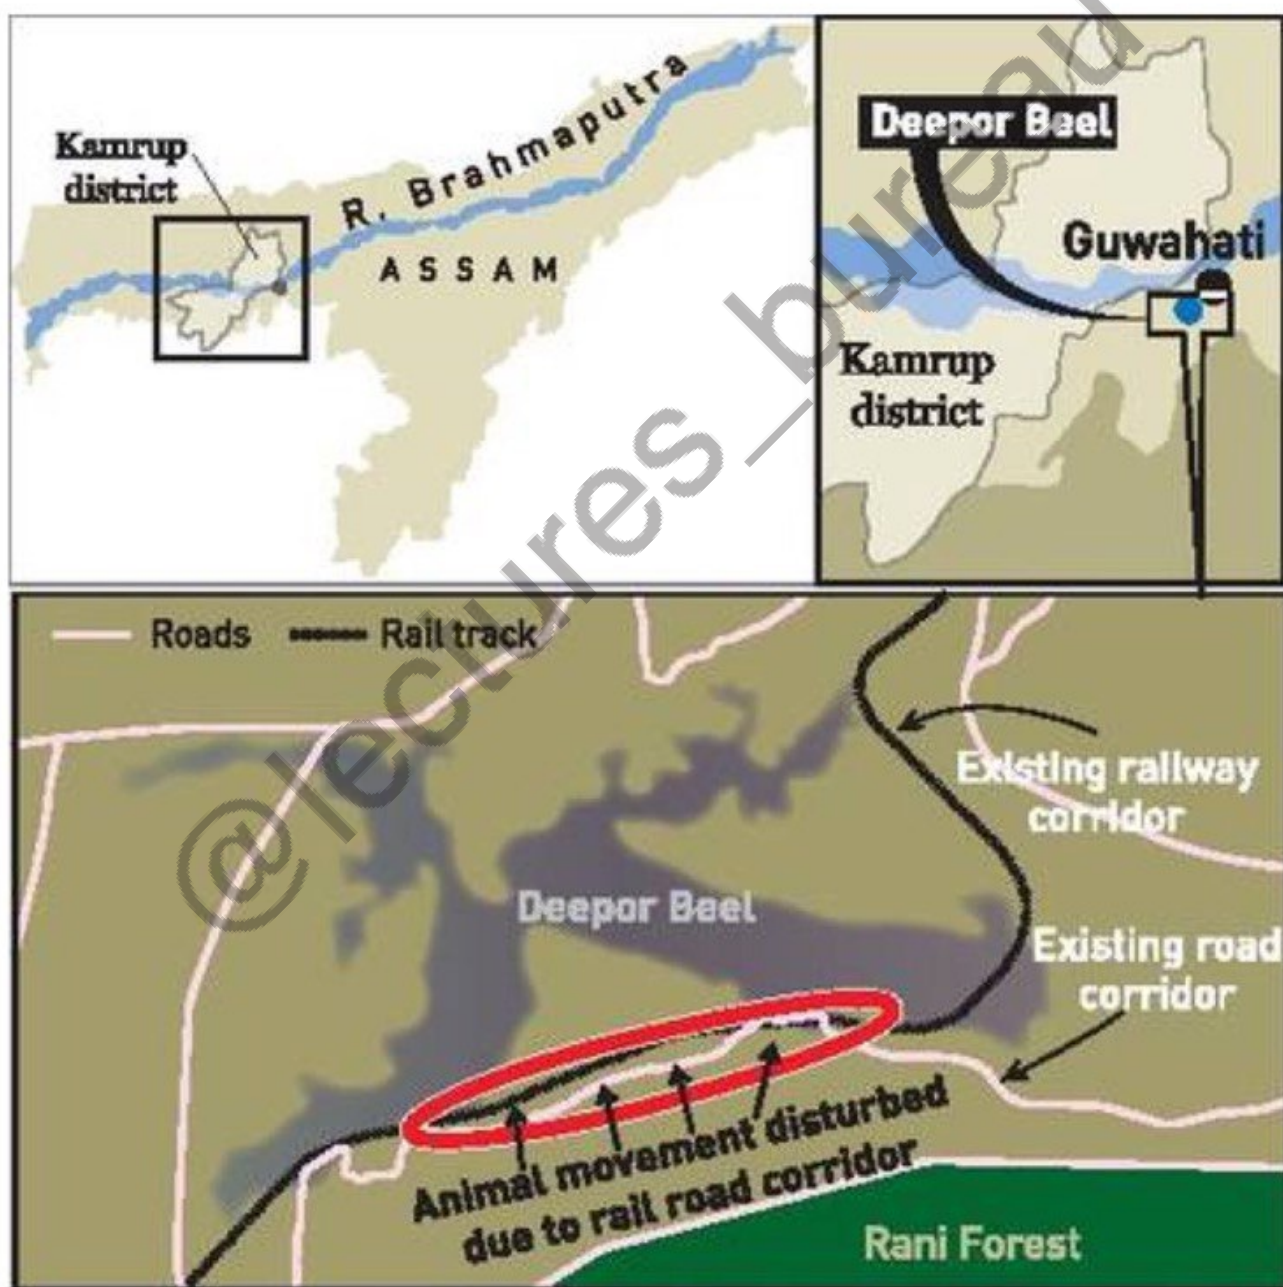 Kamrup
district
R. Brahmaputra
ASSAM
Deepor Beel
Guwahati
Kamrup
district
Roads
Rail track
Existing railway
corridor
Deepor Beel
Existing road
corridor
Animal movement disturbed
due to rail road corridor
Rani Forest
@lectures_bureau